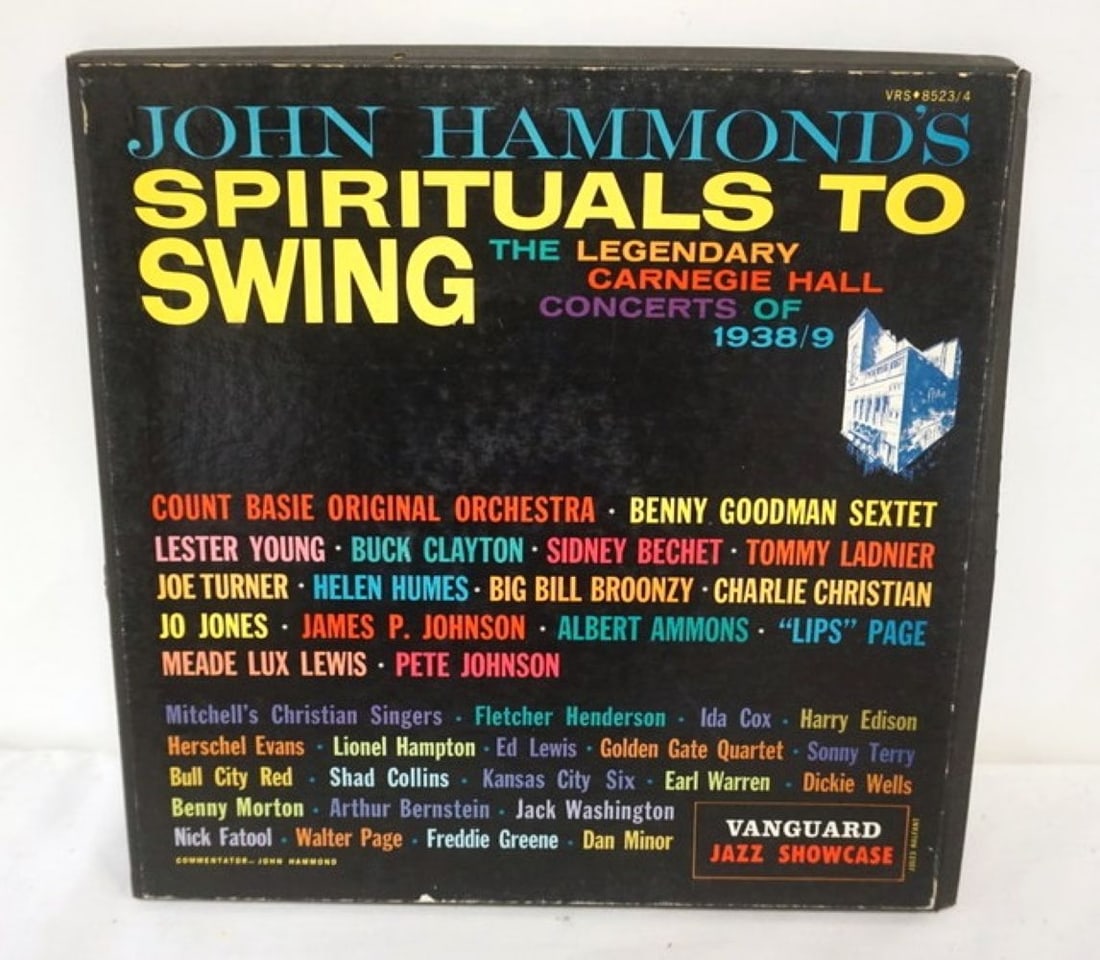 VRS•8523/4
JOHN HAMMOND'S
SPIRITUALS TO
SWING
THE LEGENDARY
CARNEGIE HALL
CONCERTS OF
1938/9
COUNT BASIE ORIGINAL ORCHESTRA · BENNY GOODMAN SEXTET
LESTER YOUNG · BUCK CLAYTON · SIDNEY BECHET · TOMMY LADNIER
JOE TURNER · HELEN HUMES · BIG BILL BROONZY · CHARLIE CHRISTIAN
JO JONES · JAMES P. JOHNSON · ALBERT AMMONS · “LIPS” PAGE
MEADE LUX LEWIS · PETE JOHNSON
Mitchell's Christian Singers · Fletcher Henderson · Ida Cox · Harry Edison
Herschel Evans · Lionel Hampton · Ed Lewis · Golden Gate Quartet · Sonny Terry
Bull City Red · Shad Collins · Kansas City Six · Earl Warren · Dickie Wells
Benny Morton · Arthur Bernstein · Jack Washington
Nick Fatool · Walter Page · Freddie Greene · Dan Minor
COMMENTATOR—JOHN HAMMOND
VANGUARD
JAZZ SHOWCASE
JULES HALFANT